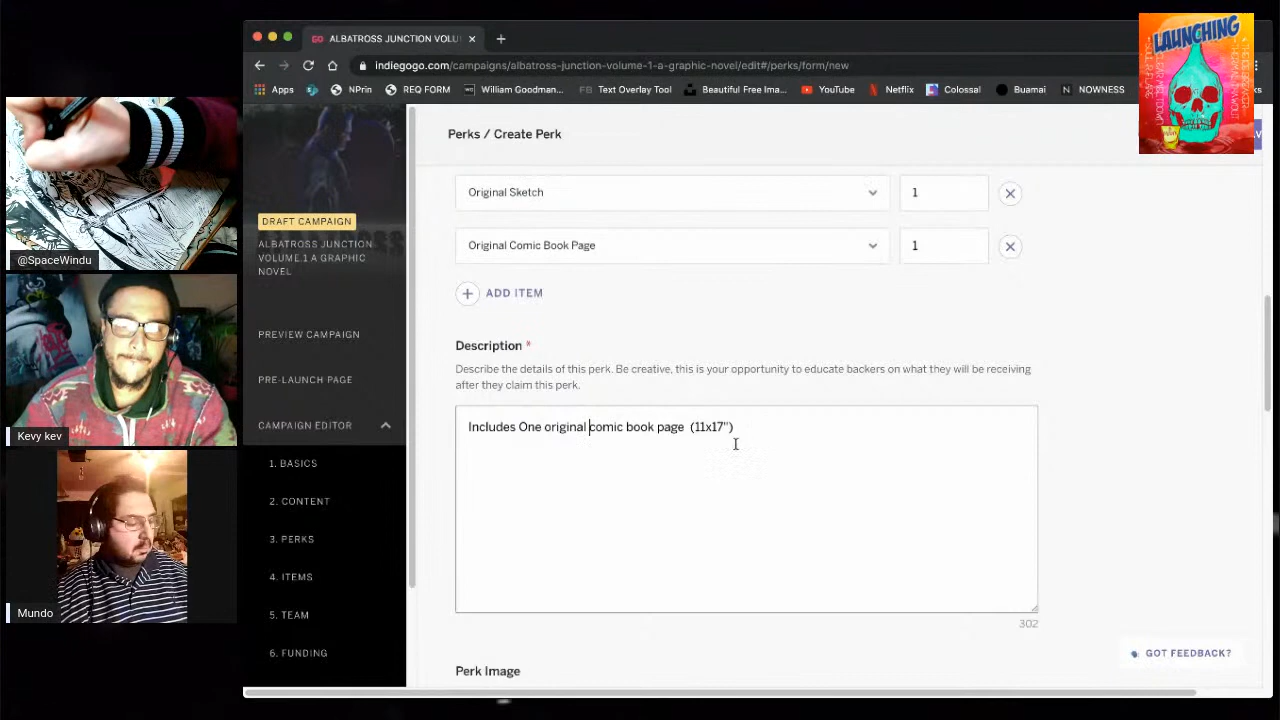 ALBATROSS JUNCTION VOLU
indiegogo.com/campaigns/albatross-junction-volume-1-a-graphic-novel/edit#/perks/form/new
Apps NPrin REQ FORM William Goodnan... FB Text Overlay Tool Beautiful Free Ima... YouTube Netflix Colossal Buamai N NOWNESS
LAUNCHING
Perks / Create Perk
Original Sketch 1
DRAFT CAMPAIGN
ALBATROSS JUNCTION
VOLUME.1 A GRAPHIC
NOVEL
Original Comic Book Page 1
@SpaceWindu
ADD ITEM
PREVIEW CAMPAIGN
Description *
Describe the details of this perk. Be creative, this is your opportunity to educate backers on what they will be receiving
after they claim this perk.
PRE-LAUNCH PAGE
CAMPAIGN EDITOR
Includes One original comic book page (11x17")
Kevy kev
1. BASICS
2. CONTENT
3. PERKS
4. ITEMS
5. TEAM
Mundo
302
6. FUNDING
GOT FEEDBACK?
Perk Image